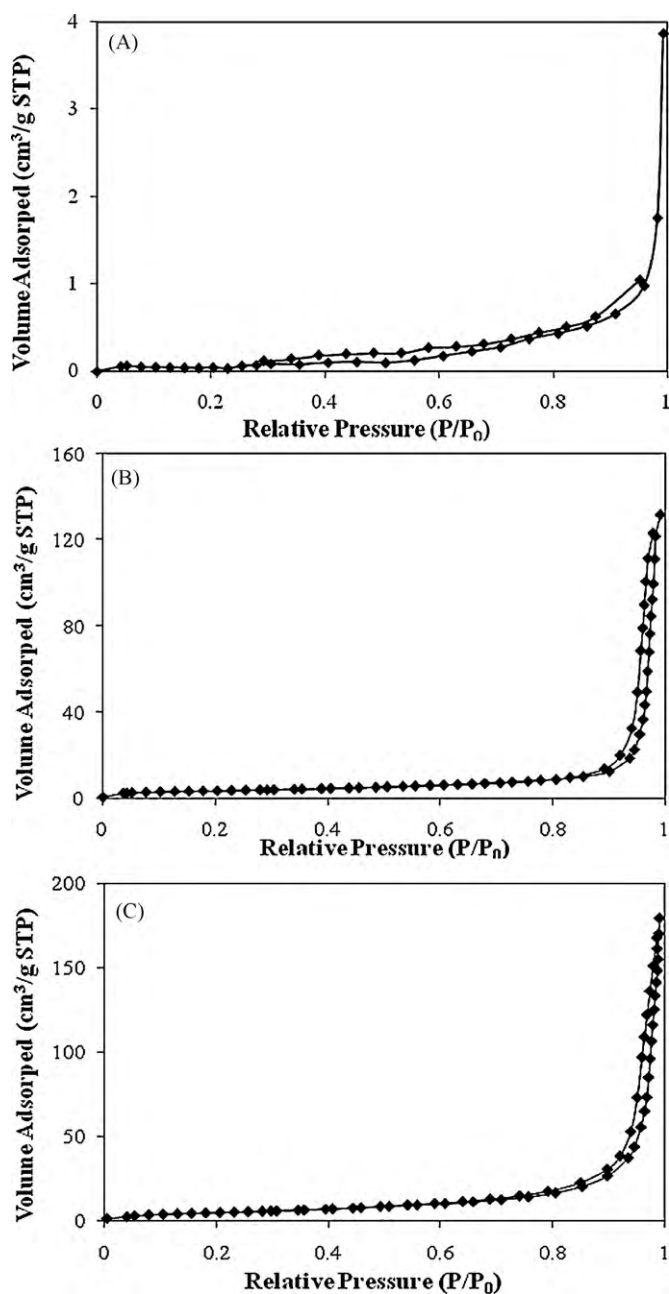 (A)
Volume Adsorped (cm³/g STP)
4
3
2
1
0
0 0.2 0.4 0.6 0.8 1
Relative Pressure (P/P₀)
(B)
Volume Adsorped (cm³/g STP)
160
120
80
40
0
0 0.2 0.4 0.6 0.8 1
Relative Pressure (P/P₀)
(C)
Volume Adsorped (cm³/g STP)
200
150
100
50
0
0 0.2 0.4 0.6 0.8 1
Relative Pressure (P/P₀)